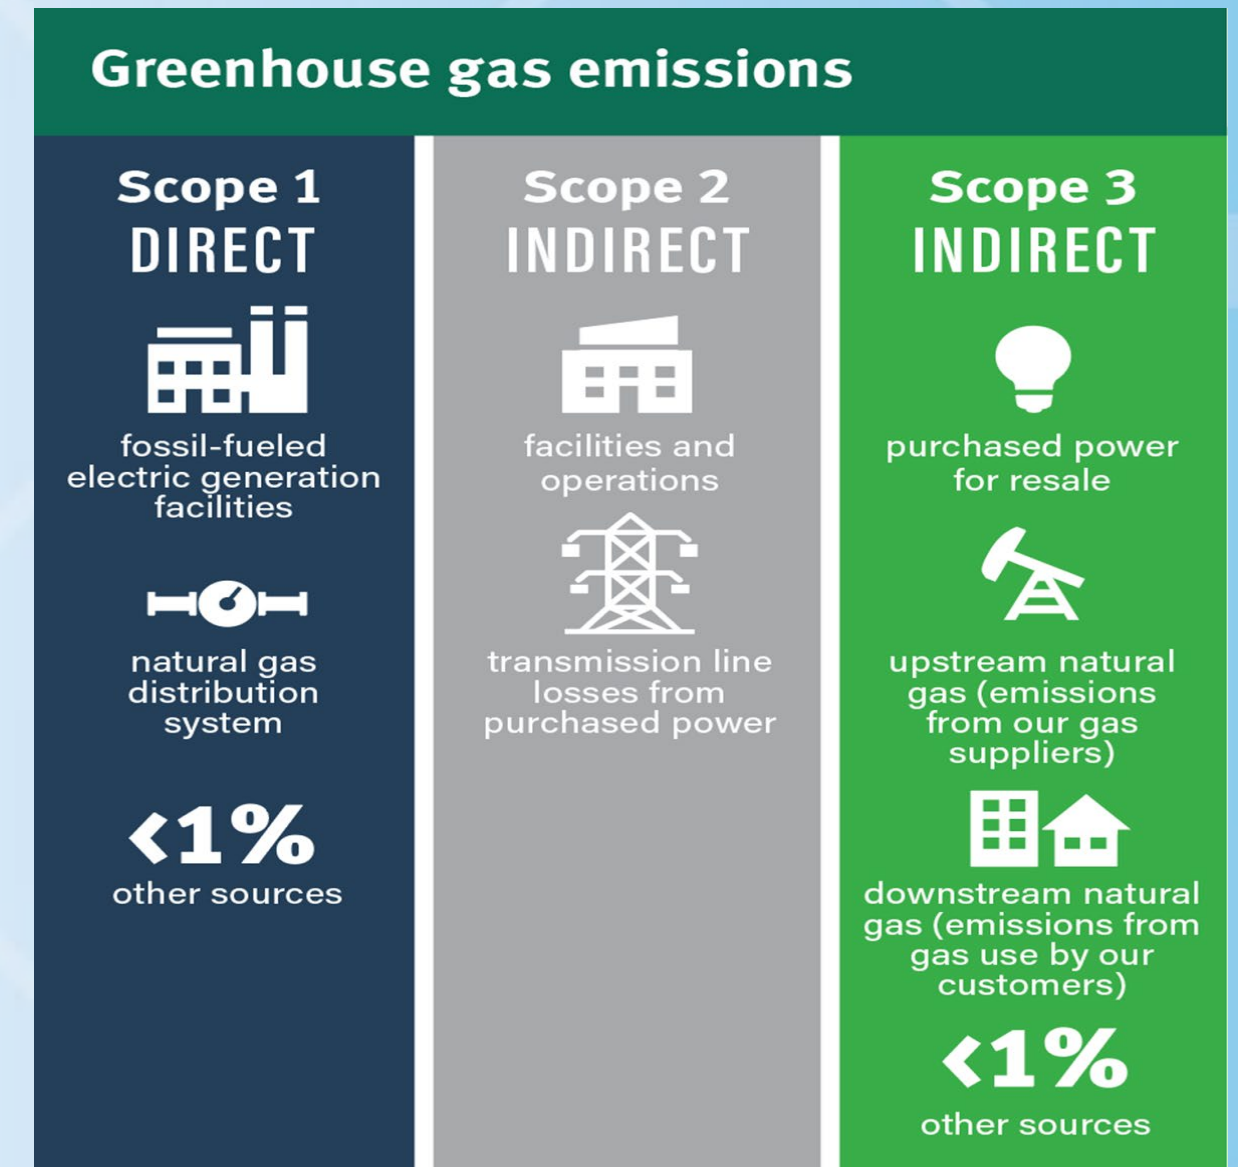 Greenhouse gas emissions
Scope 1
DIRECT
fossil-fueled
electric generation
facilities
natural gas
distribution
system
<1%
other sources
Scope 2
INDIRECT
facilities and
operations
transmission line
losses from
purchased power
Scope 3
INDIRECT
purchased power
for resale
upstream natural
gas (emissions
from our gas
suppliers)
downstream natural
gas (emissions from
gas use by our
customers)
<1%
other sources